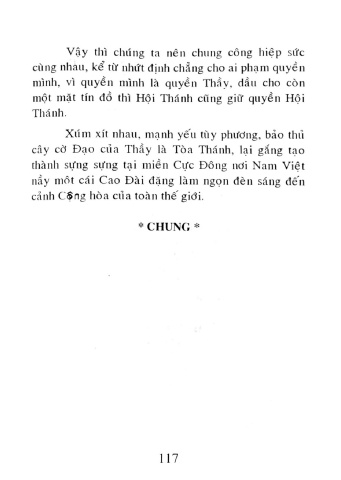 Vậy thì chúng ta nên chung công hiệp sức
cùng nhau, kể từ nhứt định chẳng cho ai phạm quyền
mình, vì quyền mình là quyền Thầy, dầu cho còn
một mặt tín đồ thì Hội Thánh cũng giữ quyền Hội
Thánh.
Xúm xít nhau, mạnh yếu tùy phương, bảo thủ
cây cờ Đạo của Thầy là Tòa Thánh, lại gắng tạo
thành sựng sựng tại miền Cực Đông nơi Nam Việt
nầy môt cái Cao Đài đặng làm ngọn đèn sáng đến
cảnh Cộng hòa của toàn thế giới.
* CHUNG *
117